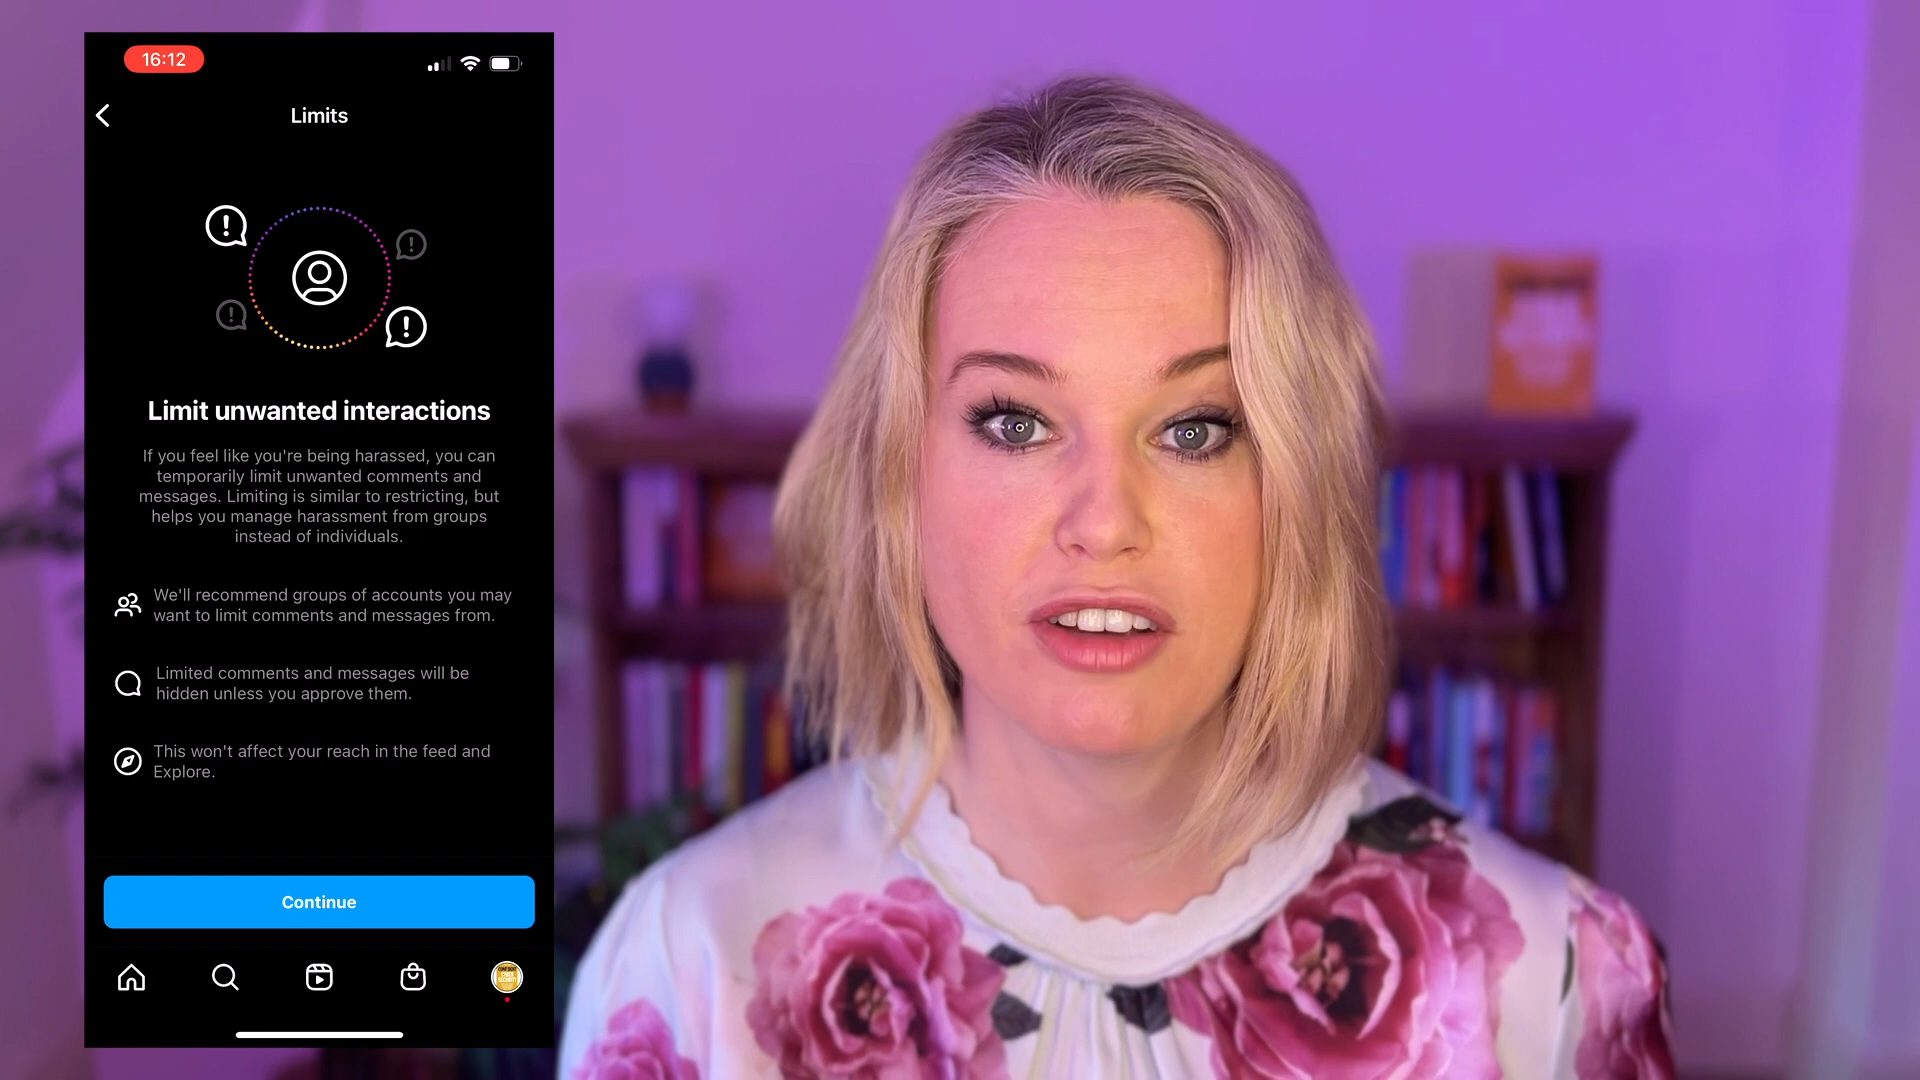 16:12
Limits
Limit unwanted interactions
If you feel like you're being harassed, you can
temporarily limit unwanted comments and
messages. Limiting is similar to restricting, but
helps you manage harassment from groups
instead of individuals.
We'll recommend groups of accounts you may
want to limit comments and messages from.
Limited comments and messages will be
hidden unless you approve them.
This won't affect your reach in the feed and
Explore.
Continue